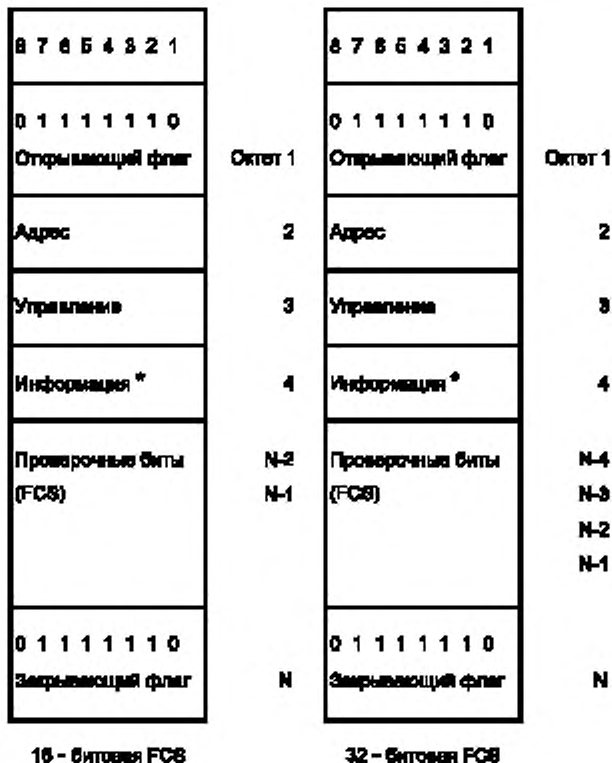 8 7 6 5 4 3 2 1
0 1 1 1 1 1 1 0
Открывающий флаг Октет 1
Адрес 2
Управление 3
Информация * 4
Проверочные биты N-2
(FCS) N-1
0 1 1 1 1 1 1 0
Закрывающий флаг N
16 - битовая FCS
8 7 6 5 4 3 2 1
0 1 1 1 1 1 1 0
Открывающий флаг Октет 1
Адрес 2
Управление 3
Информация * 4
Проверочные биты N-4
(FCS) N-3
N-2
N-1
0 1 1 1 1 1 1 0
Закрывающий флаг N
32 - битовая FCS